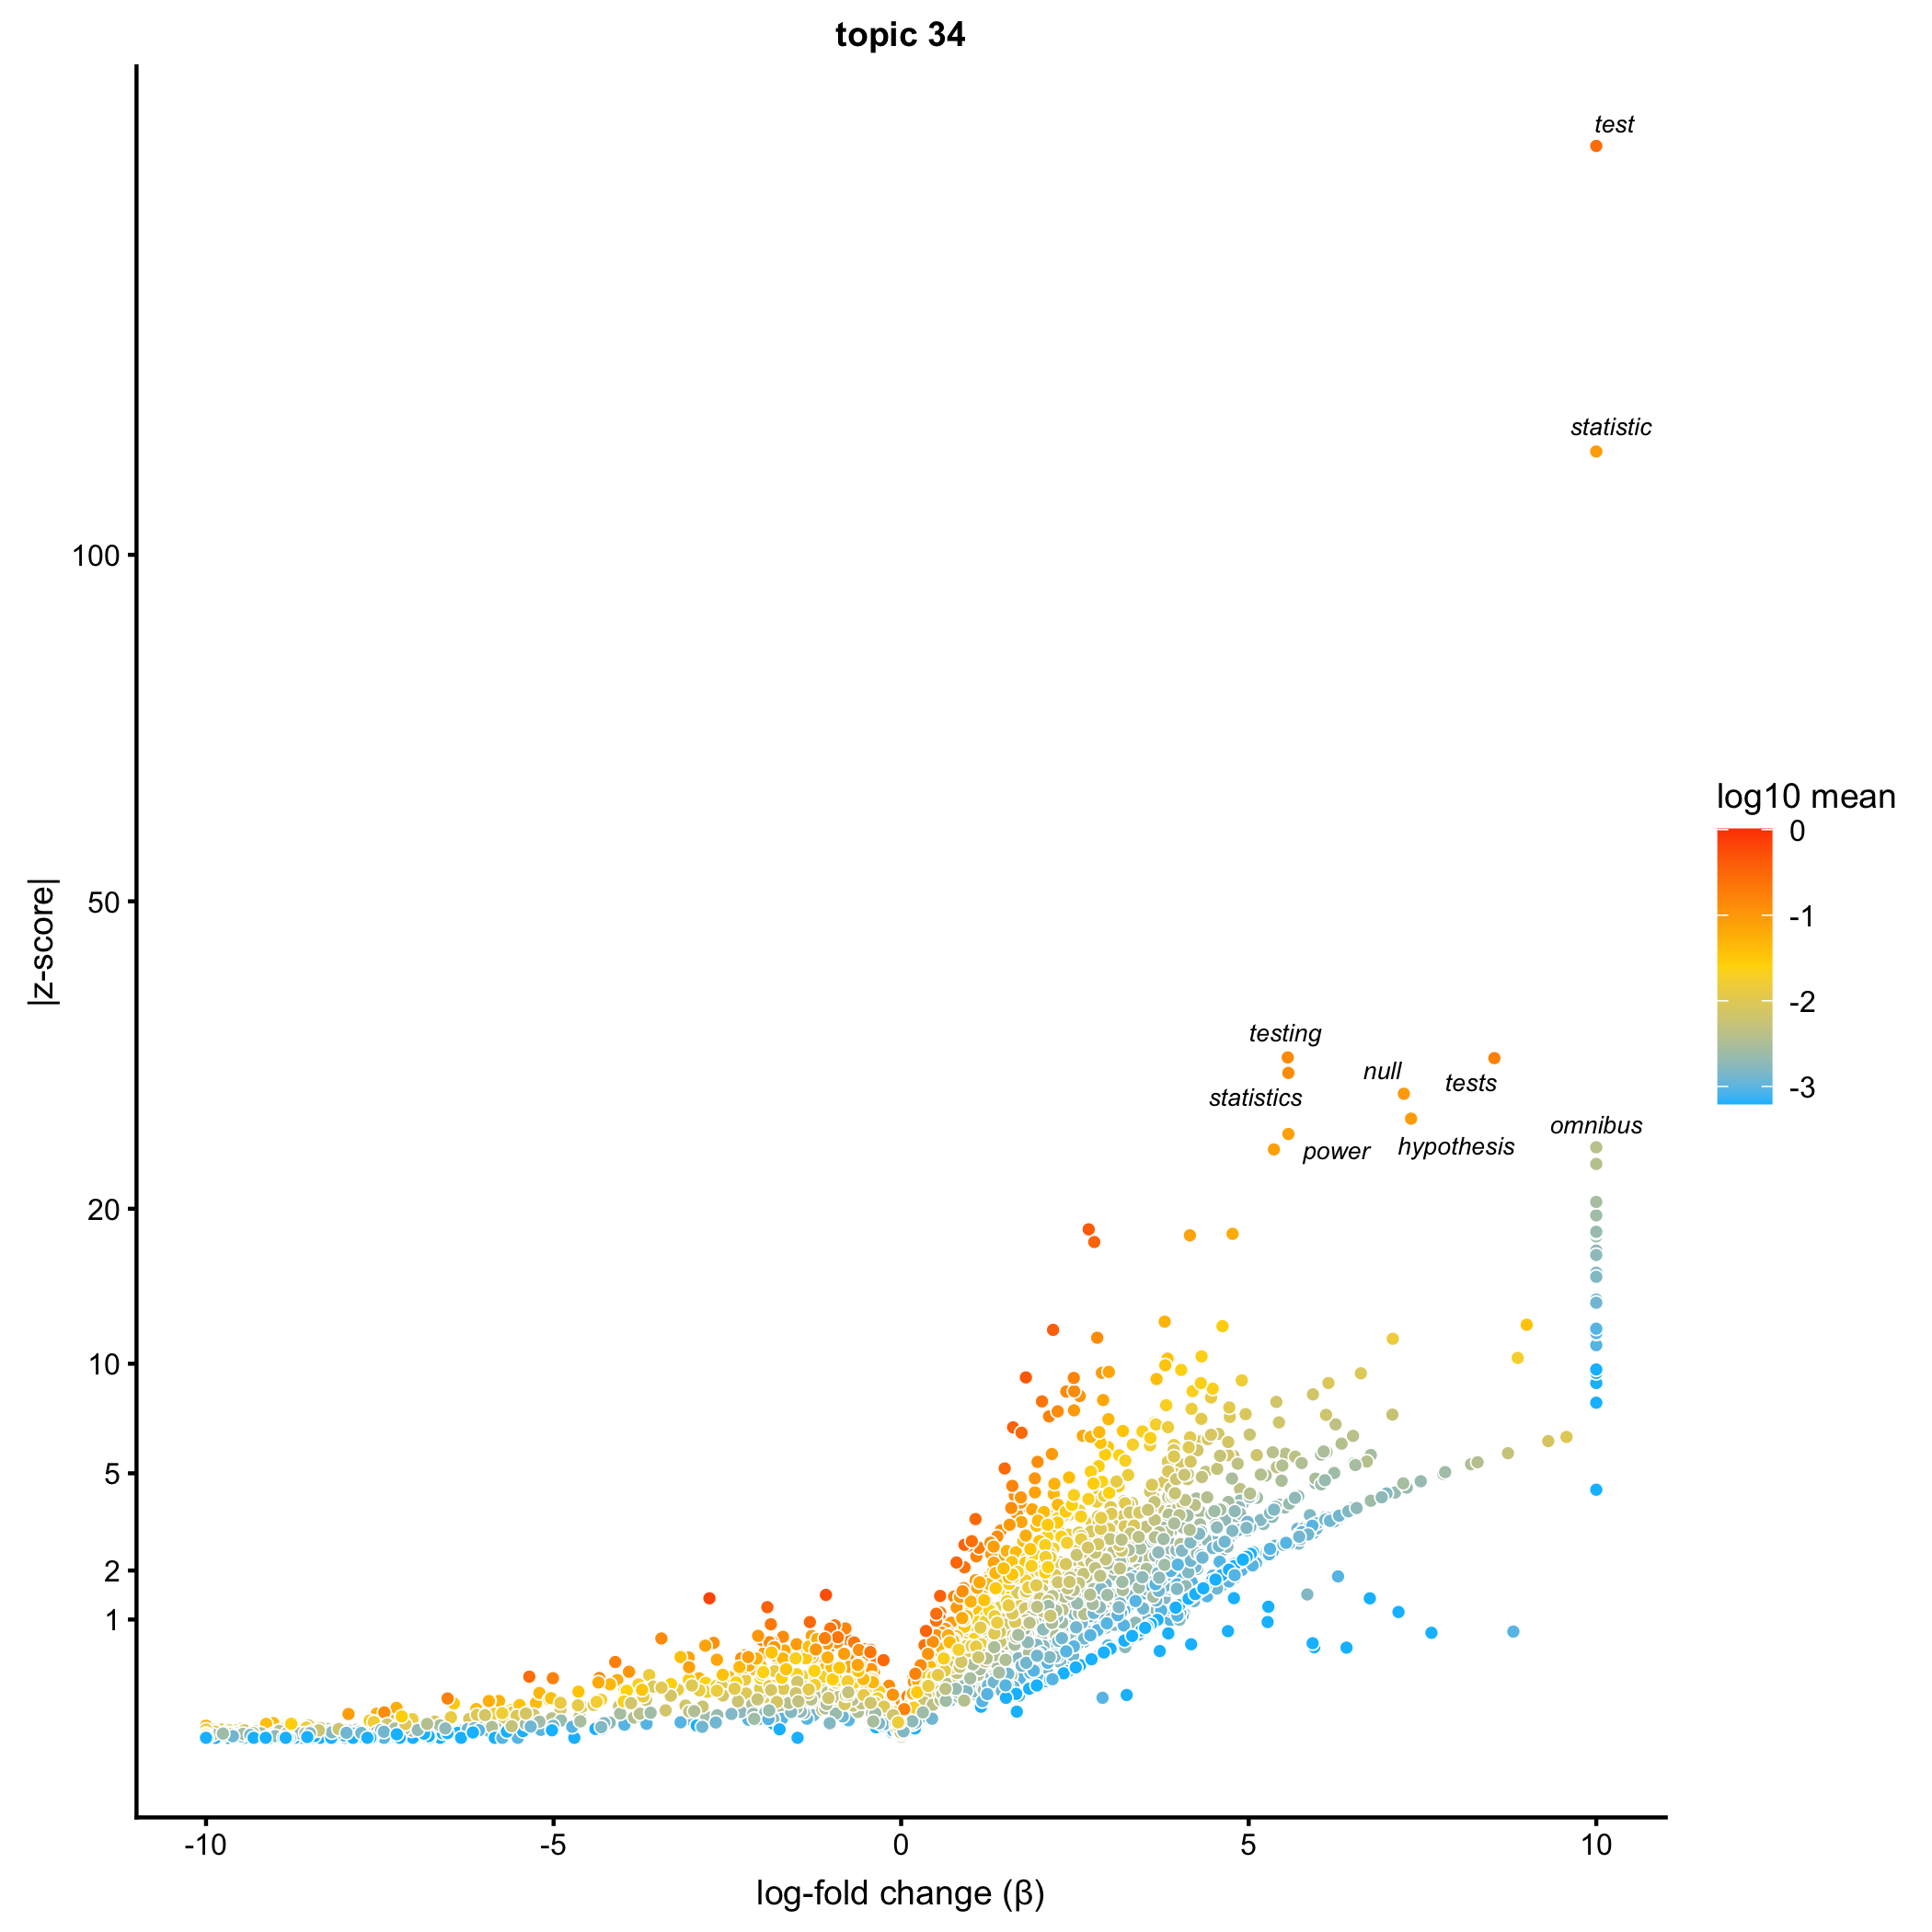 topic 34
test
statistic
100
50
|z-score|
log10 mean
0
-1
-2
-3
testing
null
tests
statistics
omnibus
power
hypothesis
20
10
5
2
1
-10
-5
0
5
10
log-fold change (β)